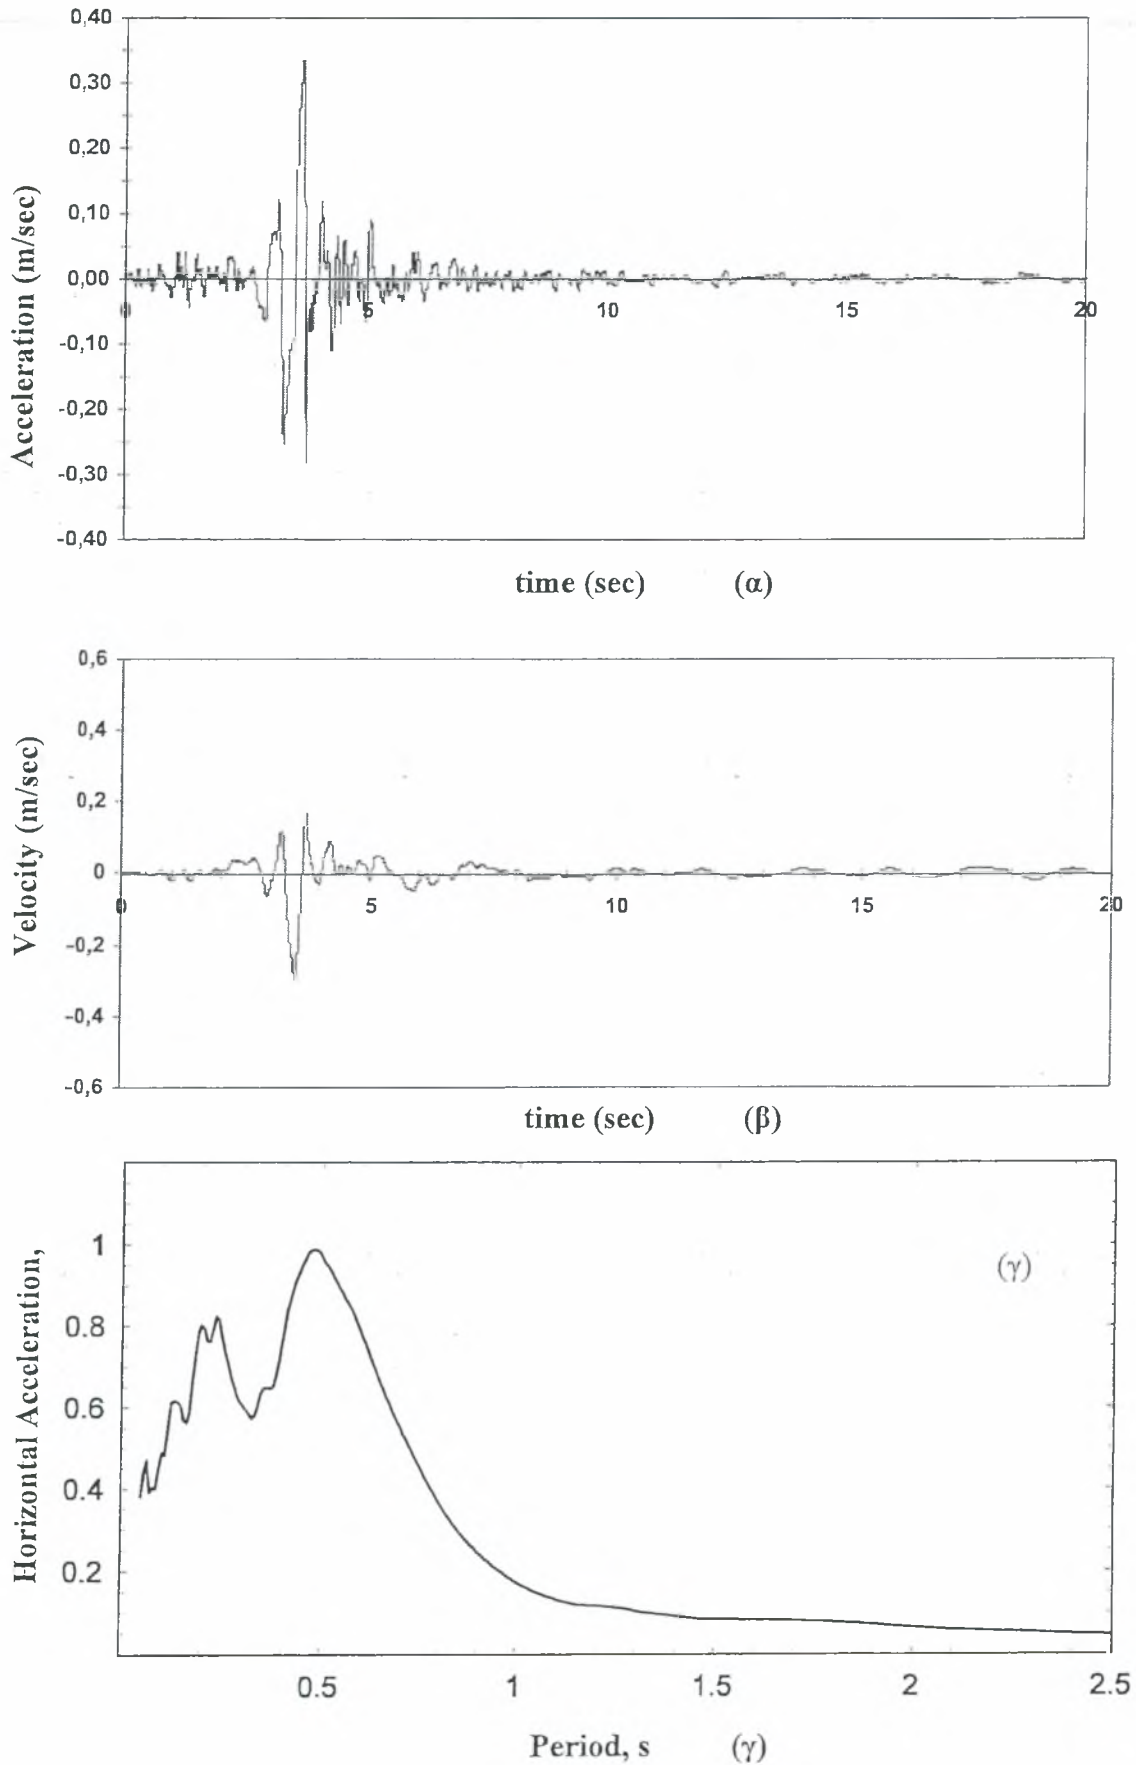 0,40
0,30
0,20
0,10
0,00
-0,10
-0,20
-0,30
-0,40
Acceleration (m/sec)
0 5 10 15 20
time (sec) (α)
0,6
0,4
0,2
0
-0,2
-0,4
-0,6
Velocity (m/sec)
0 5 10 15 20
time (sec) (β)
1
0.8
0.6
0.4
0.2
Horizontal Acceleration,
(γ)
0.5 1 1.5 2 2.5
Period, s (γ)